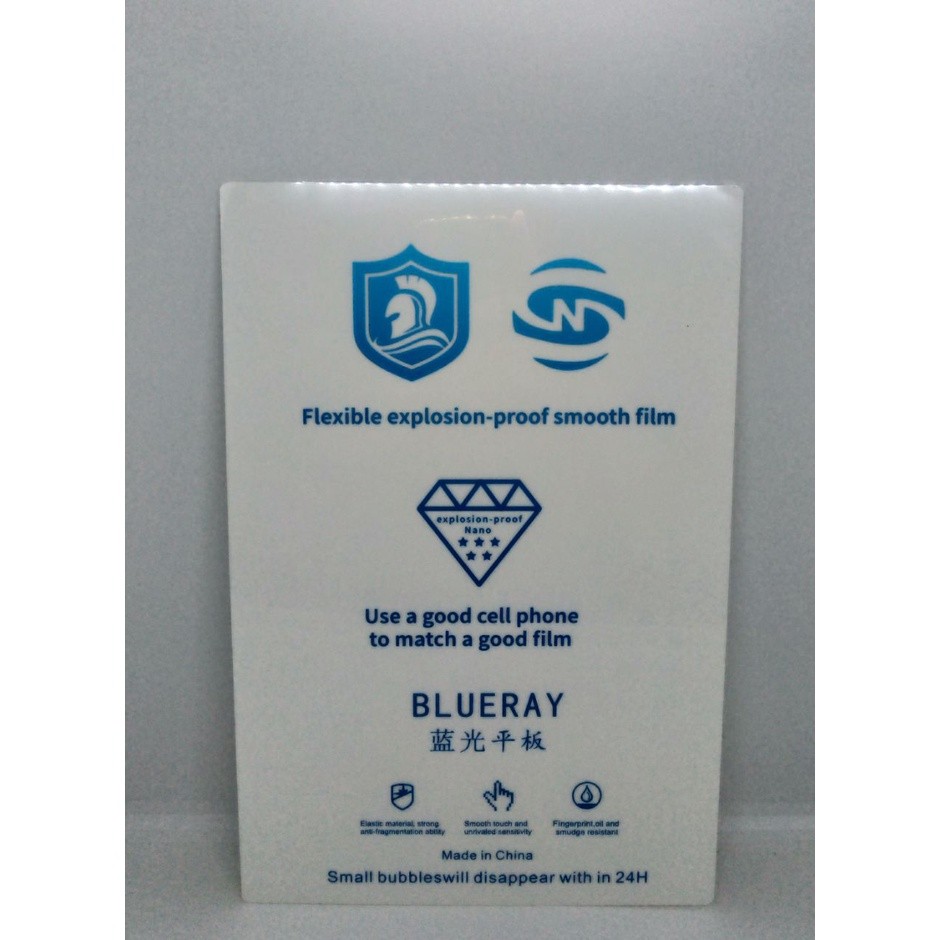 N
Flexible explosion-proof smooth film
explosion-proof
Nano
Use a good cell phone
to match a good film
BLUERAY
蓝光平板
Elastic material, strong
anti-fragmentation ability
Smooth touch and
unrivaled sensitivity
Fingerprint,oil and
smudge resistant
Made in China
Small bubbleswill disappear with in 24H